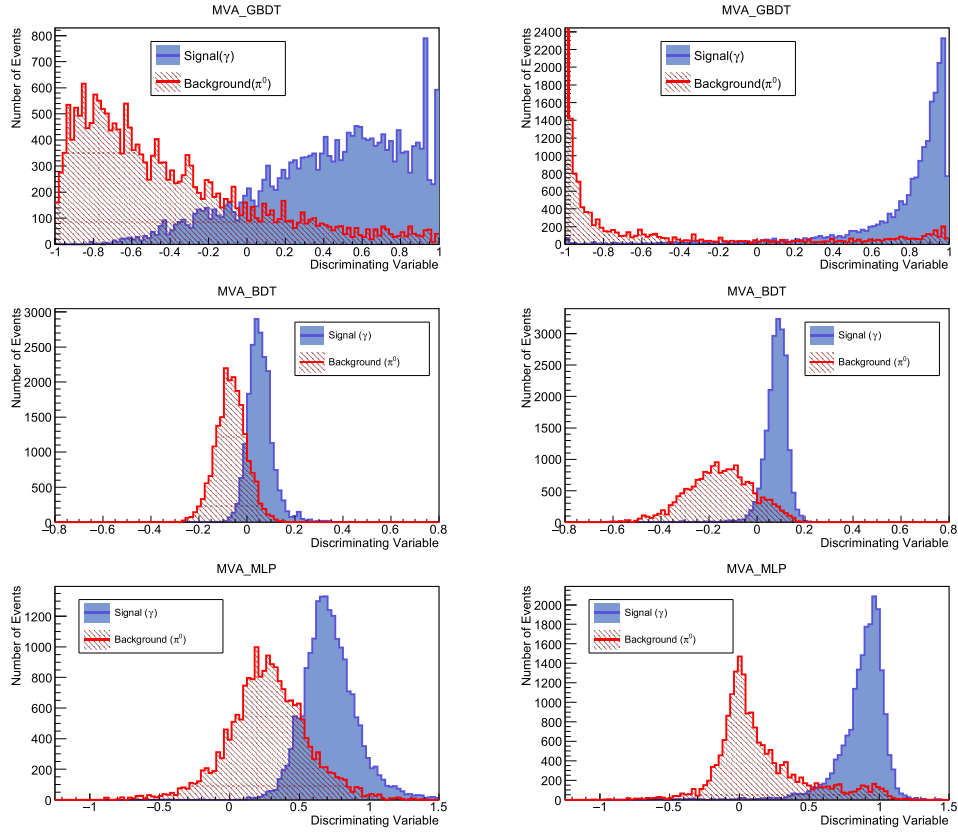 MVA_GBDT
Number of Events
800
700
600
500
400
300
200
100
0
Signal(γ)
Background(π⁰)
-1 -0.8 -0.6 -0.4 -0.2 0 0.2 0.4 0.6 0.8 1
Discriminating Variable
MVA_GBDT
Number of Events
2400
2200
2000
1800
1600
1400
1200
1000
800
600
400
200
0
Signal(γ)
Background(π⁰)
-1 -0.8 -0.6 -0.4 -0.2 0 0.2 0.4 0.6 0.8 1
Discriminating Variable
MVA_BDT
Number of Events
3000
2500
2000
1500
1000
500
0
Signal (γ)
Background (π⁰)
−0.8 −0.6 −0.4 −0.2 0 0.2 0.4 0.6 0.8
Discriminating Variable
MVA_BDT
Number of Events
3000
2500
2000
1500
1000
500
0
Signal (γ)
Background (π⁰)
−0.8 −0.6 −0.4 −0.2 0 0.2 0.4 0.6 0.8
Discriminating Variable
MVA_MLP
Number of Events
1200
1000
800
600
400
200
0
Signal (γ)
Background (π⁰)
−1 −0.5 0 0.5 1 1.5
Discriminating Variable
MVA_MLP
Number of Events
2000
1800
1600
1400
1200
1000
800
600
400
200
0
Signal (γ)
Background (π⁰)
−1 −0.5 0 0.5 1 1.5
Discriminating Variable